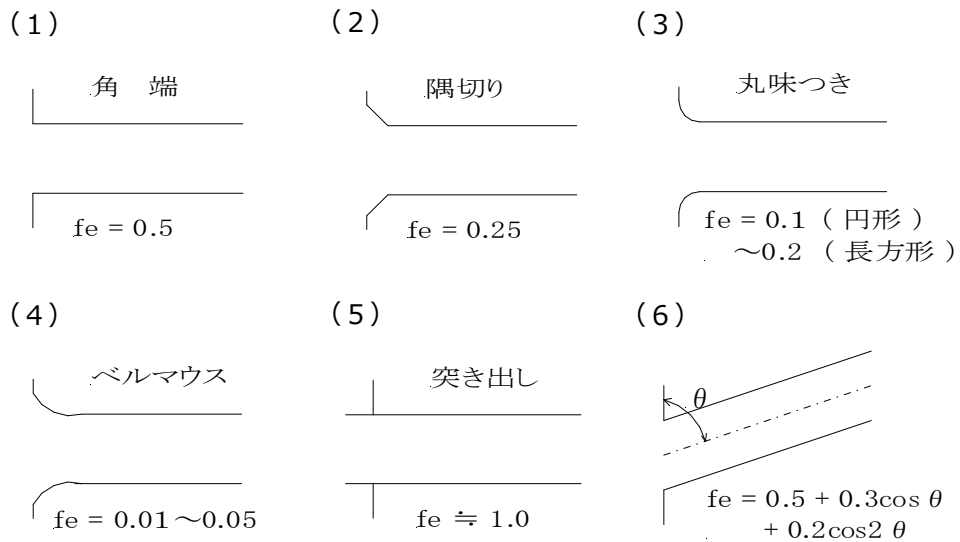 (1)
角　端
fe = 0.5
(2)
隅切り
fe = 0.25
(3)
丸味つき
fe = 0.1 ( 円形 )
～0.2 ( 長方形 )
(4)
ベルマウス
fe = 0.01～0.05
(5)
突き出し
fe ≒ 1.0
(6)
θ
fe = 0.5 + 0.3cos θ
+ 0.2cos2 θ